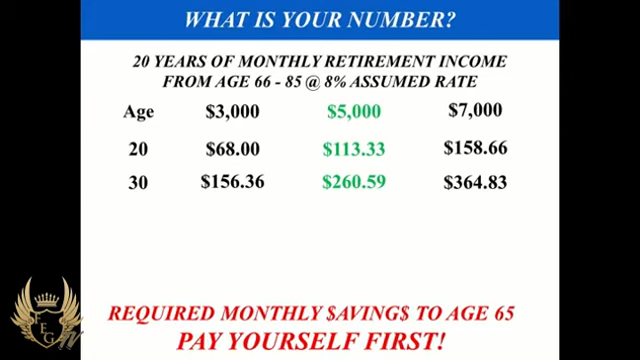 WHAT IS YOUR NUMBER?
20 YEARS OF MONTHLY RETIREMENT INCOME
FROM AGE 66 - 85 @ 8% ASSUMED RATE
Age $3,000 $5,000 $7,000
20 $68.00 $113.33 $158.66
30 $156.36 $260.59 $364.83
REQUIRED MONTHLY $AVING$ TO AGE 65
PAY YOURSELF FIRST!
FEG
TV